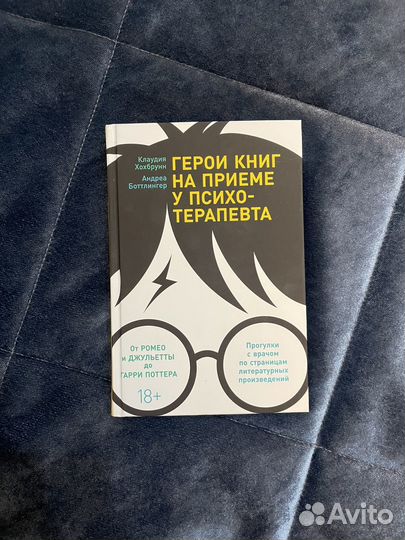 Клаудия
Хохбрунн
Андреа
Боттлингер
ГЕРОИ КНИГ
НА ПРИЕМЕ
У ПСИХО-
ТЕРАПЕВТА
От РОМЕО
и ДЖУЛЬЕТТЫ
до
ГАРРИ ПОТТЕРА
18+
Прогулки
с врачом
по страницам
литературных
произведений
Avito